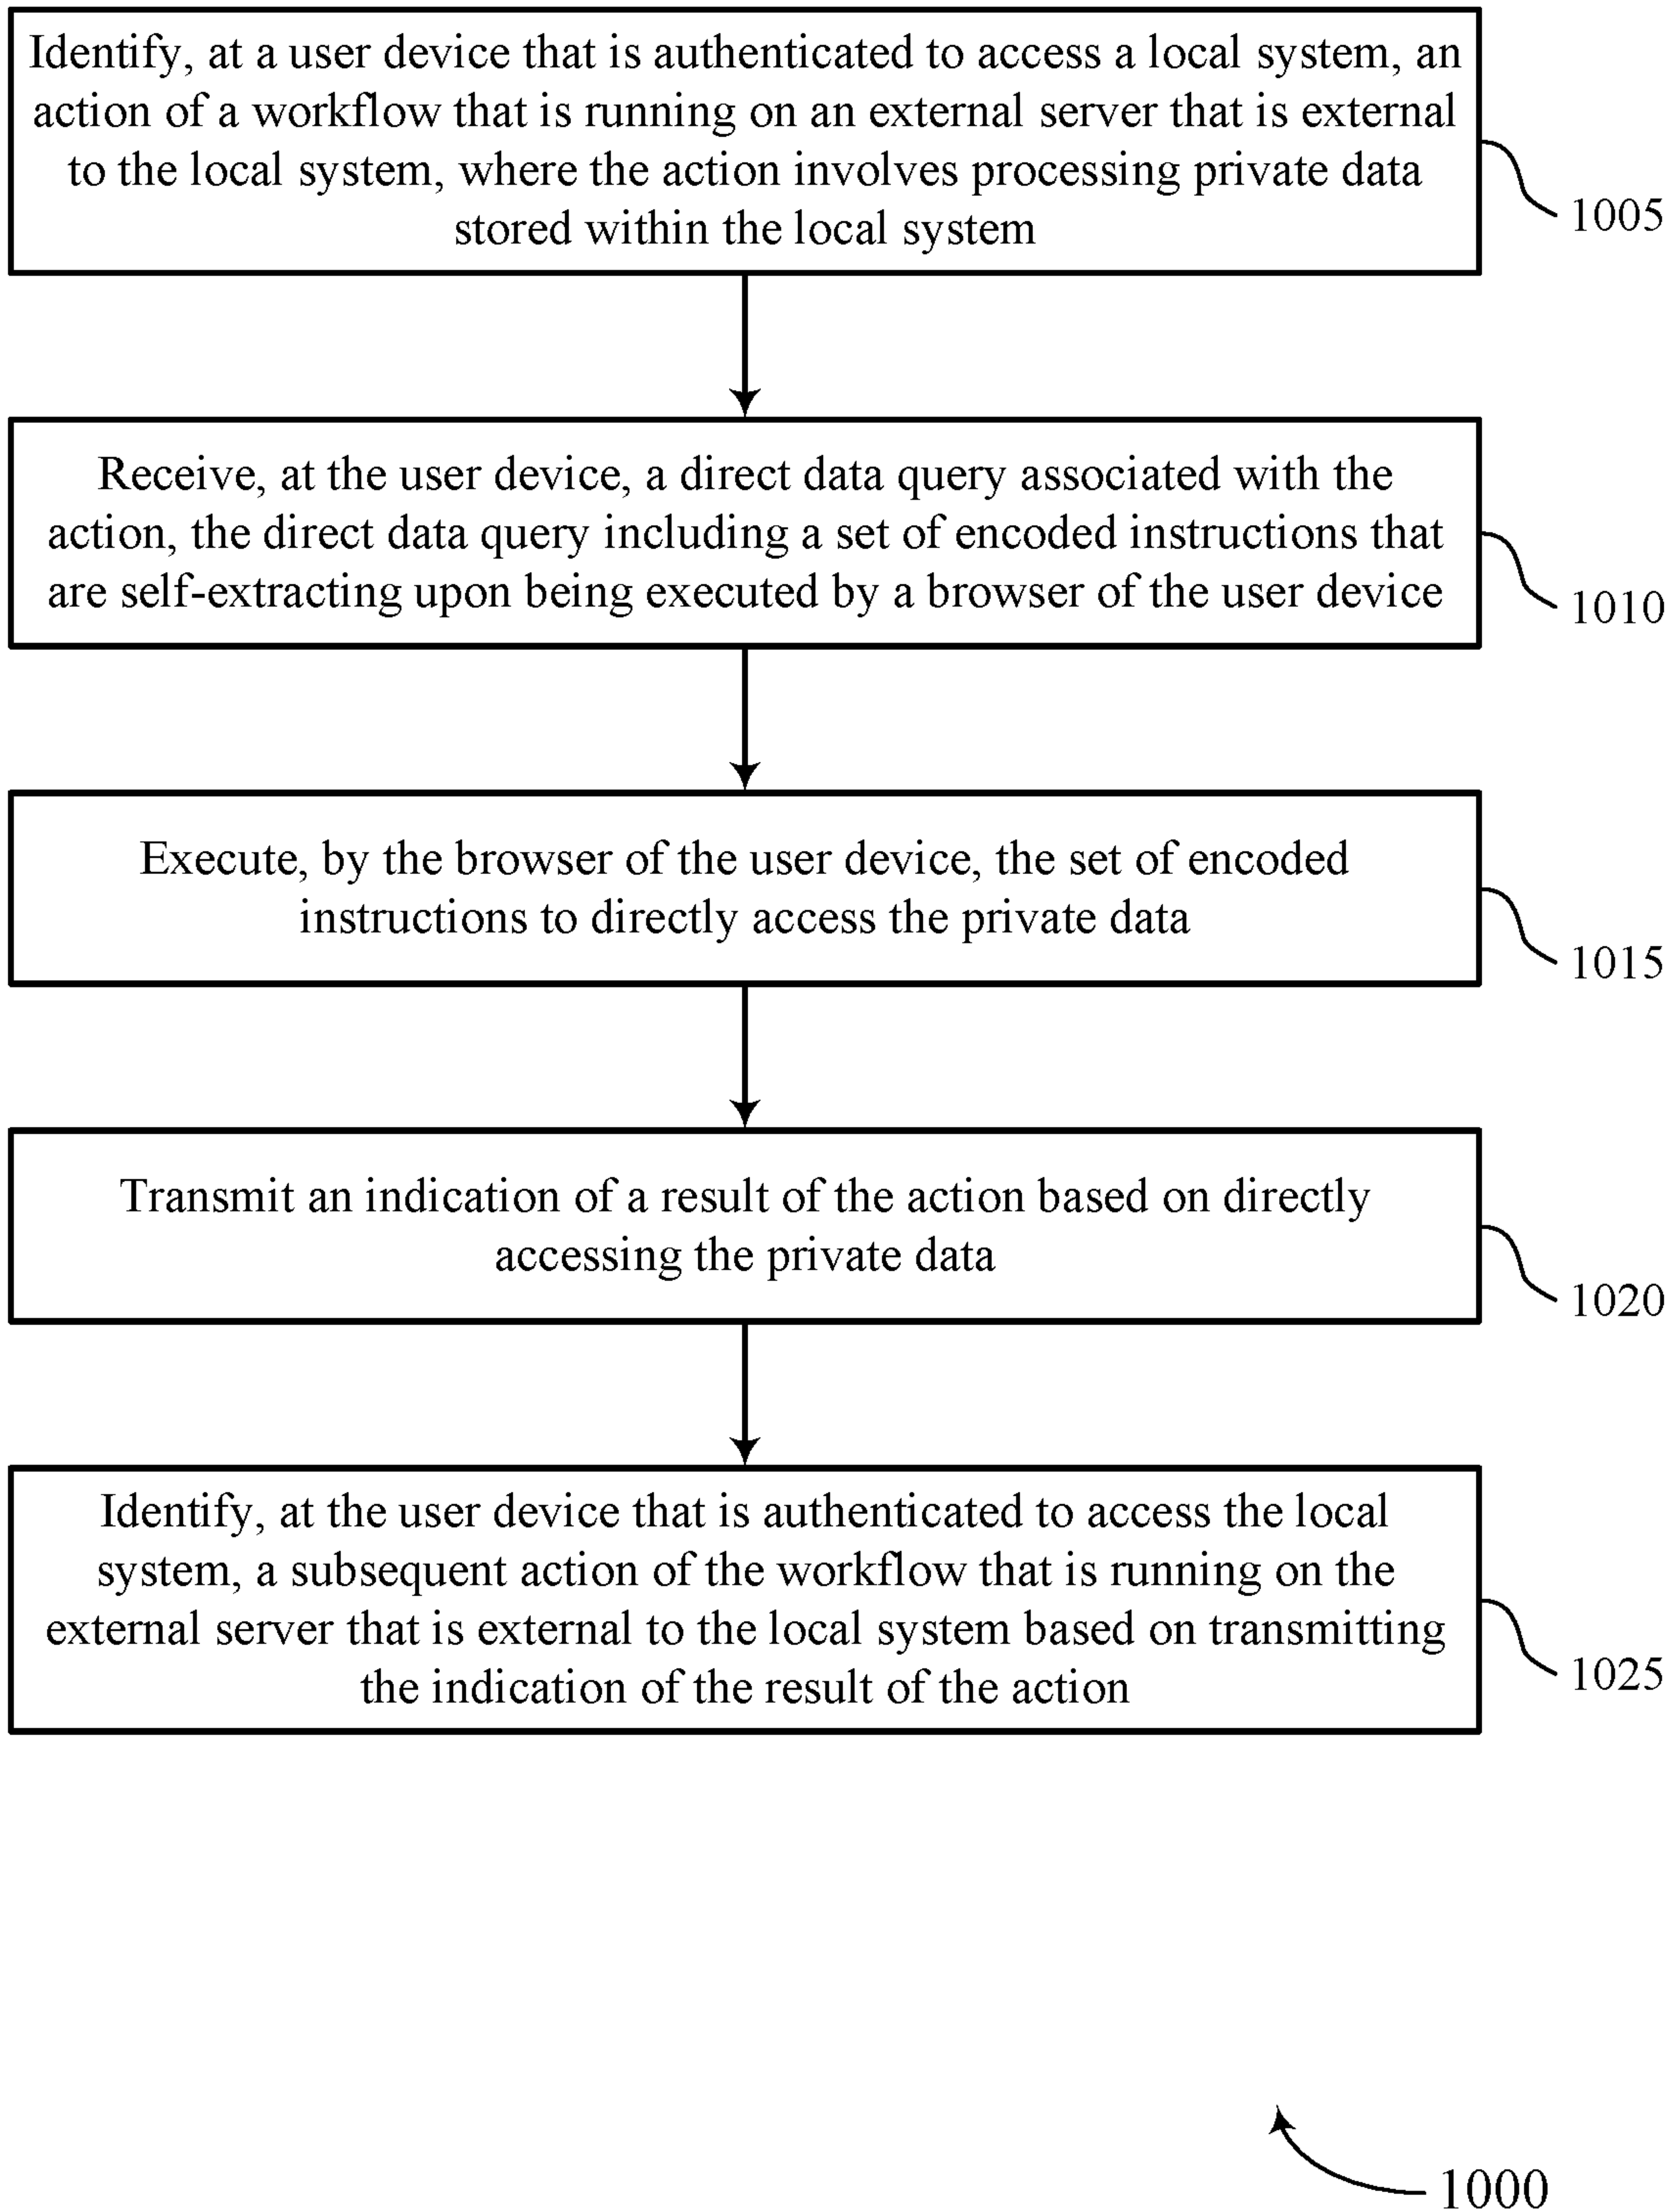 Identify, at a user device that is authenticated to access a local system, an
action of a workflow that is running on an external server that is external
to the local system, where the action involves processing private data
stored within the local system
1005
Receive, at the user device, a direct data query associated with the
action, the direct data query including a set of encoded instructions that
are self-extracting upon being executed by a browser of the user device
1010
Execute, by the browser of the user device, the set of encoded
instructions to directly access the private data
1015
Transmit an indication of a result of the action based on directly
accessing the private data
1020
Identify, at the user device that is authenticated to access the local
system, a subsequent action of the workflow that is running on the
external server that is external to the local system based on transmitting
the indication of the result of the action
1025
1000